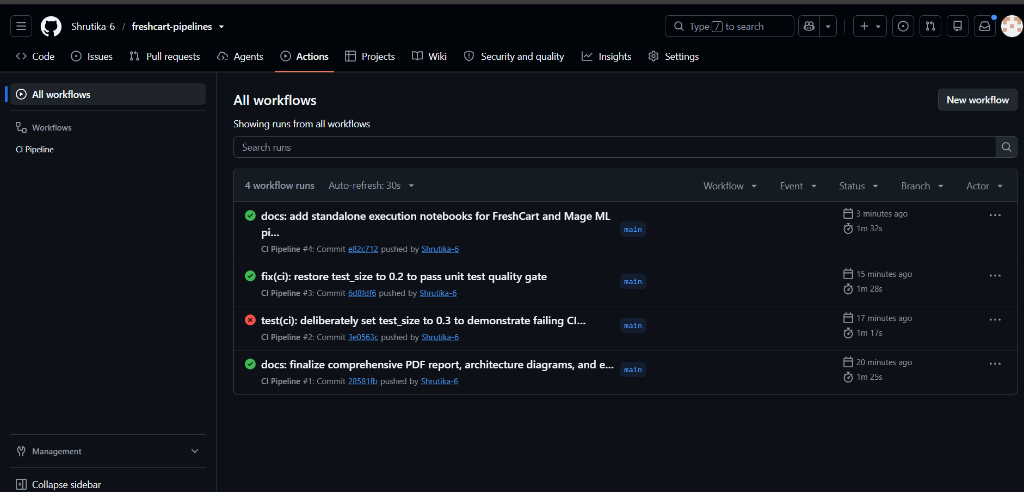 Shrutika-6 / freshcart-pipelines
Type / to search
Code
Issues
Pull requests
Agents
Actions
Projects
Wiki
Security and quality
Insights
Settings
All workflows
Workflows
CI Pipeline
Management
Collapse sidebar
All workflows
New workflow
Showing runs from all workflows
Search runs
4 workflow runs Auto-refresh: 30s Workflow Event Status Branch Actor
docs: add standalone execution notebooks for FreshCart and Mage ML
pi...
main
CI Pipeline #4: Commit e82c712 pushed by Shrutika-6
3 minutes ago
1m 32s
fix(ci): restore test_size to 0.2 to pass unit test quality gate
main
CI Pipeline #3: Commit 6d8fdf6 pushed by Shrutika-6
15 minutes ago
1m 28s
test(ci): deliberately set test_size to 0.3 to demonstrate failing CI...
main
CI Pipeline #2: Commit 3e0563c pushed by Shrutika-6
17 minutes ago
1m 17s
docs: finalize comprehensive PDF report, architecture diagrams, and e...
main
CI Pipeline #1: Commit 28581fb pushed by Shrutika-6
20 minutes ago
1m 25s